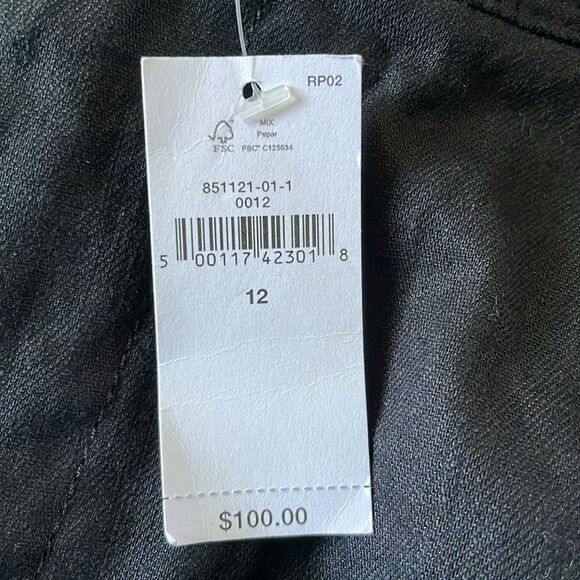 RP02
MIX
Paper
FSC
FSC® C125034
851121-01-1
0012
5 00117 42301 8
12
$100.00